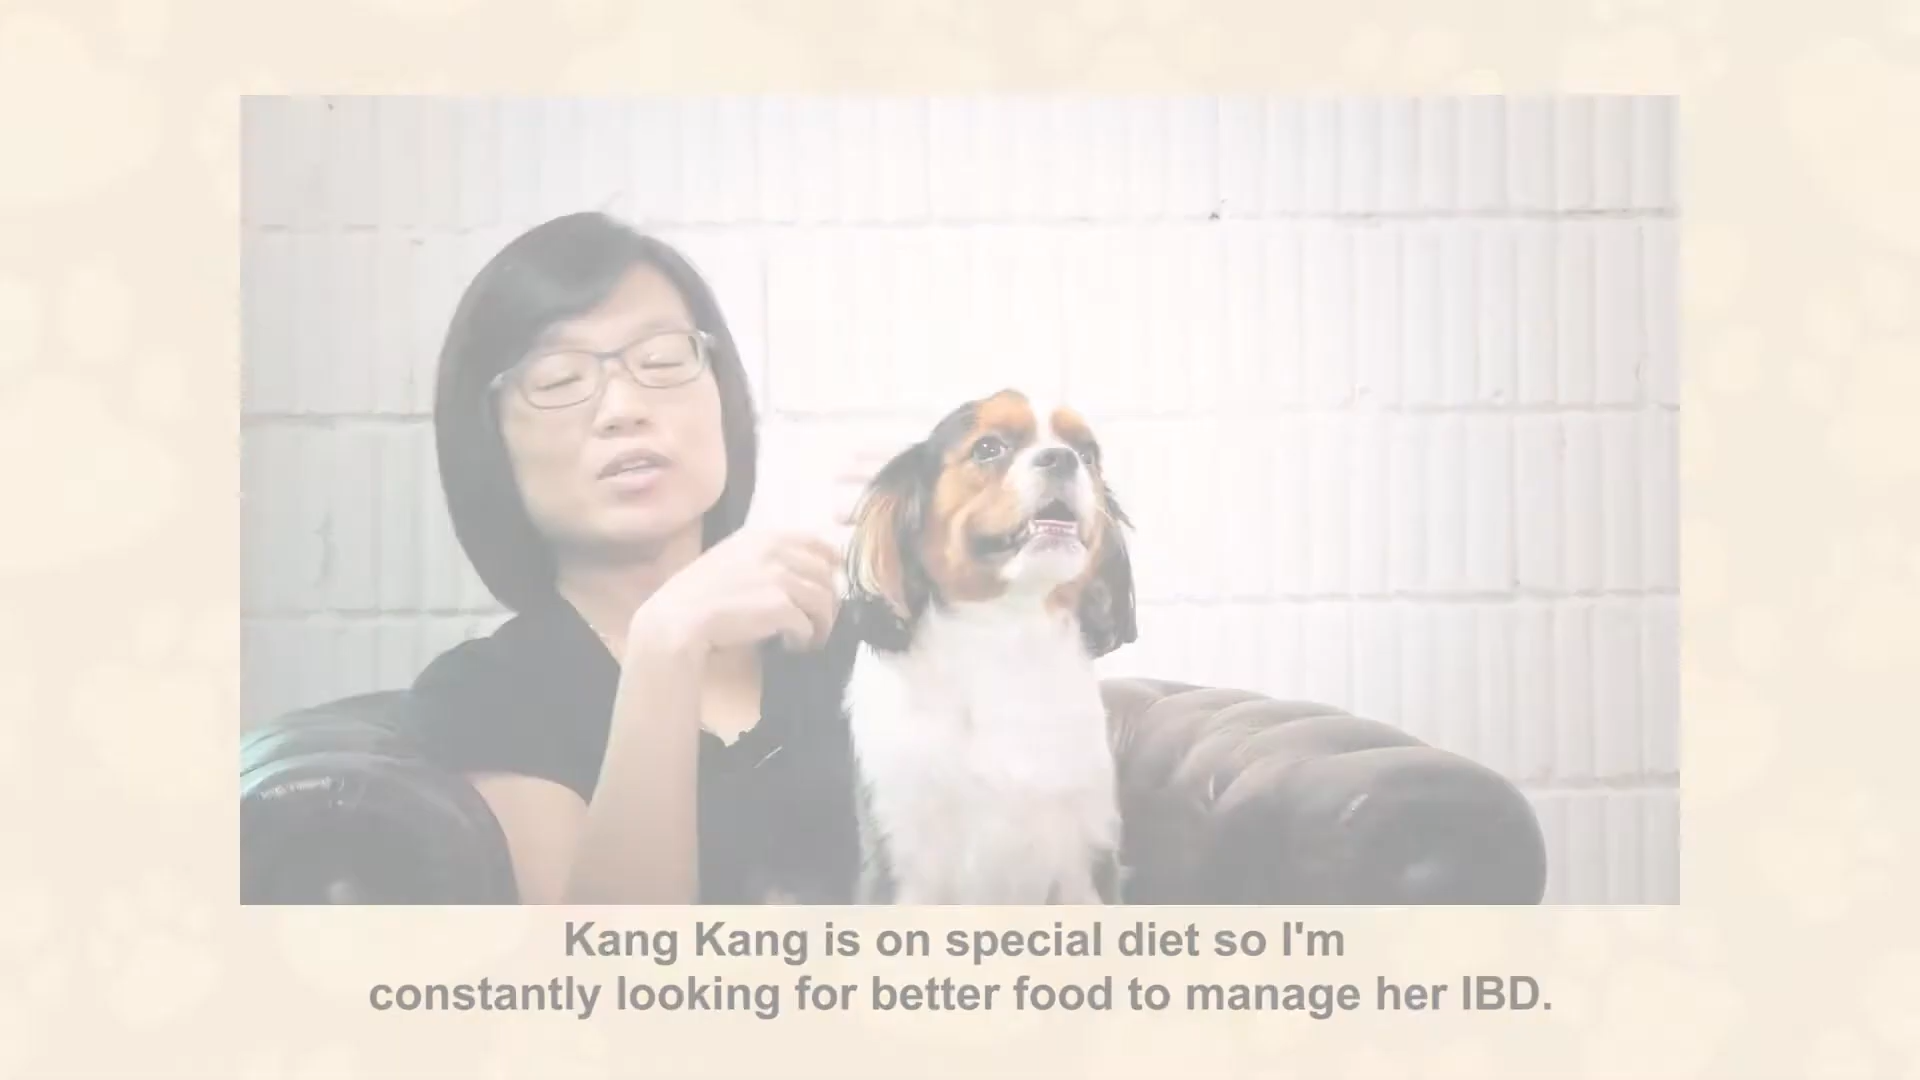 Kang Kang is on special diet so I'm
constantly looking for better food to manage her IBD.